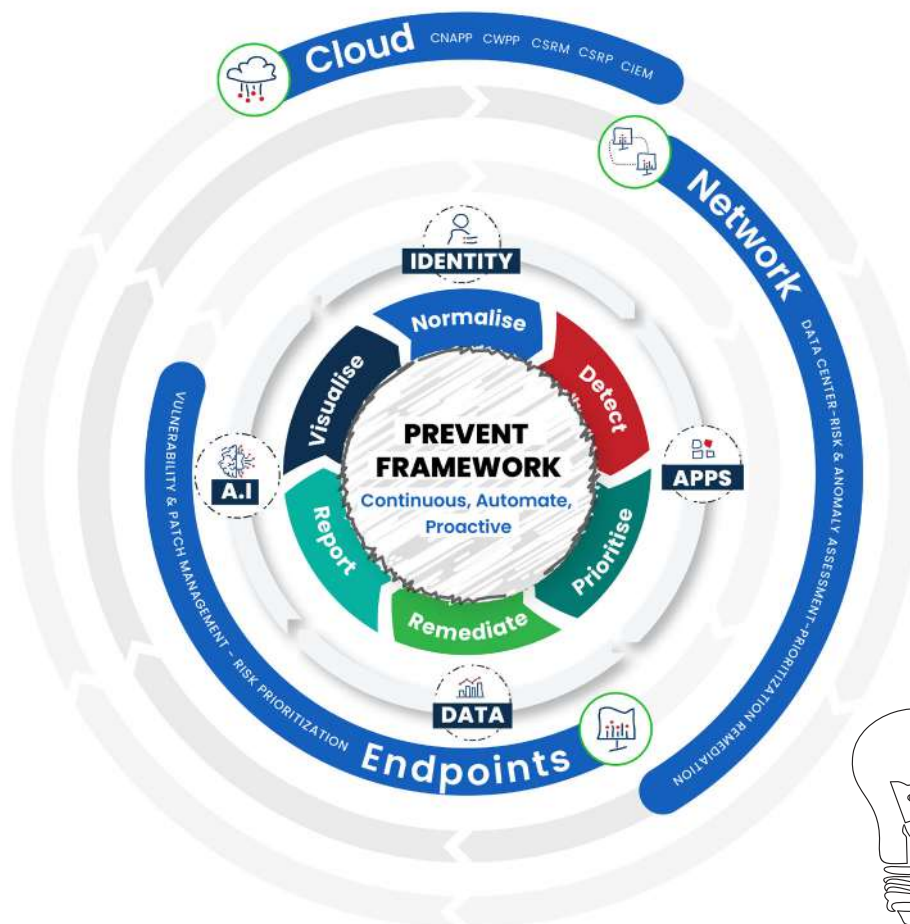 Cloud CNAPP CWPP CSRM CSRP CIEM
Network
DATA CENTER-RISK & ANOMALY ASSESSMENT-PRIORITIZATION REMEDIATION
IDENTITY
Normalise
Detect
Visualise
PREVENT
FRAMEWORK
Continuous, Automate,
Proactive
A.I
APPS
Report
Prioritise
Remediate
DATA
VULNERABILITY & PATCH MANAGEMENT - RISK PRIORITIZATION
Endpoints